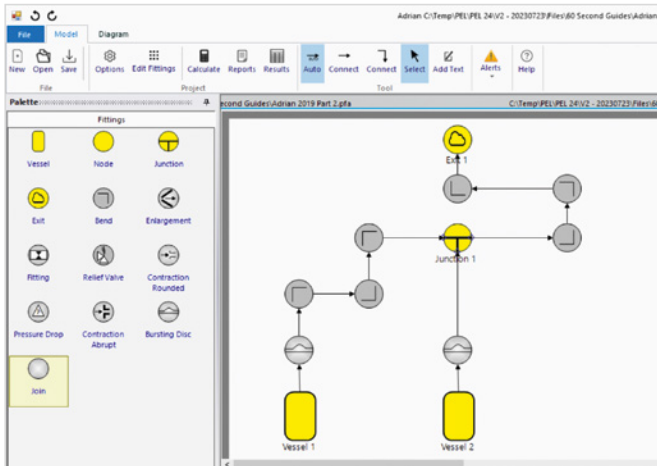 Adrian C:\Temp\PEL\PEL 24\V2 - 20230723\Files\60 Second Guides\Adrian
File Model Diagram
New Open Save Options Edit Fittings Calculate Reports Results Auto Connect Connect Select Add Text Alerts Help
File Project Tool
Palette
econd Guides\Adrian 2019 Part 2.pfa C:\Temp\PEL\PEL 24\V2 - 20230723\Files\6
Fittings
Vessel Node Junction
Exit Bend Enlargement
Fitting Relief Valve Contraction
Rounded
Pressure Drop Contraction Bursting Disc
Abrupt
Join
Exit 1
Junction 1
Vessel 1 Vessel 2